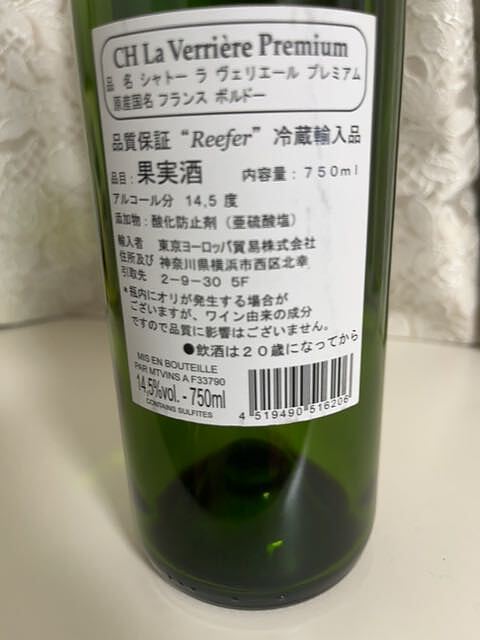 CH La Verrière Premium
品 名 シャトー ラ ヴェリエール プレミアム
原産国名 フランス ボルドー
品質保証 “Reefer” 冷蔵輸入品
品目：果実酒 内容量：７５０ｍｌ
アルコール分 14.5 度
添加物：酸化防止剤（亜硫酸塩）
輸入者 東京ヨーロッパ貿易株式会社
住所及び 神奈川県横浜市西区北幸
引取先 2－9－30 5F
＊瓶内にオリが発生する場合が
ございますが、ワイン由来の成分
ですので品質に影響はございません。
●飲酒は２０歳になってから
MIS EN BOUTEILLE
PAR MTVINS A F33790
14,5%vol. - 750ml
CONTAINS SULFITES
4 519490 516206